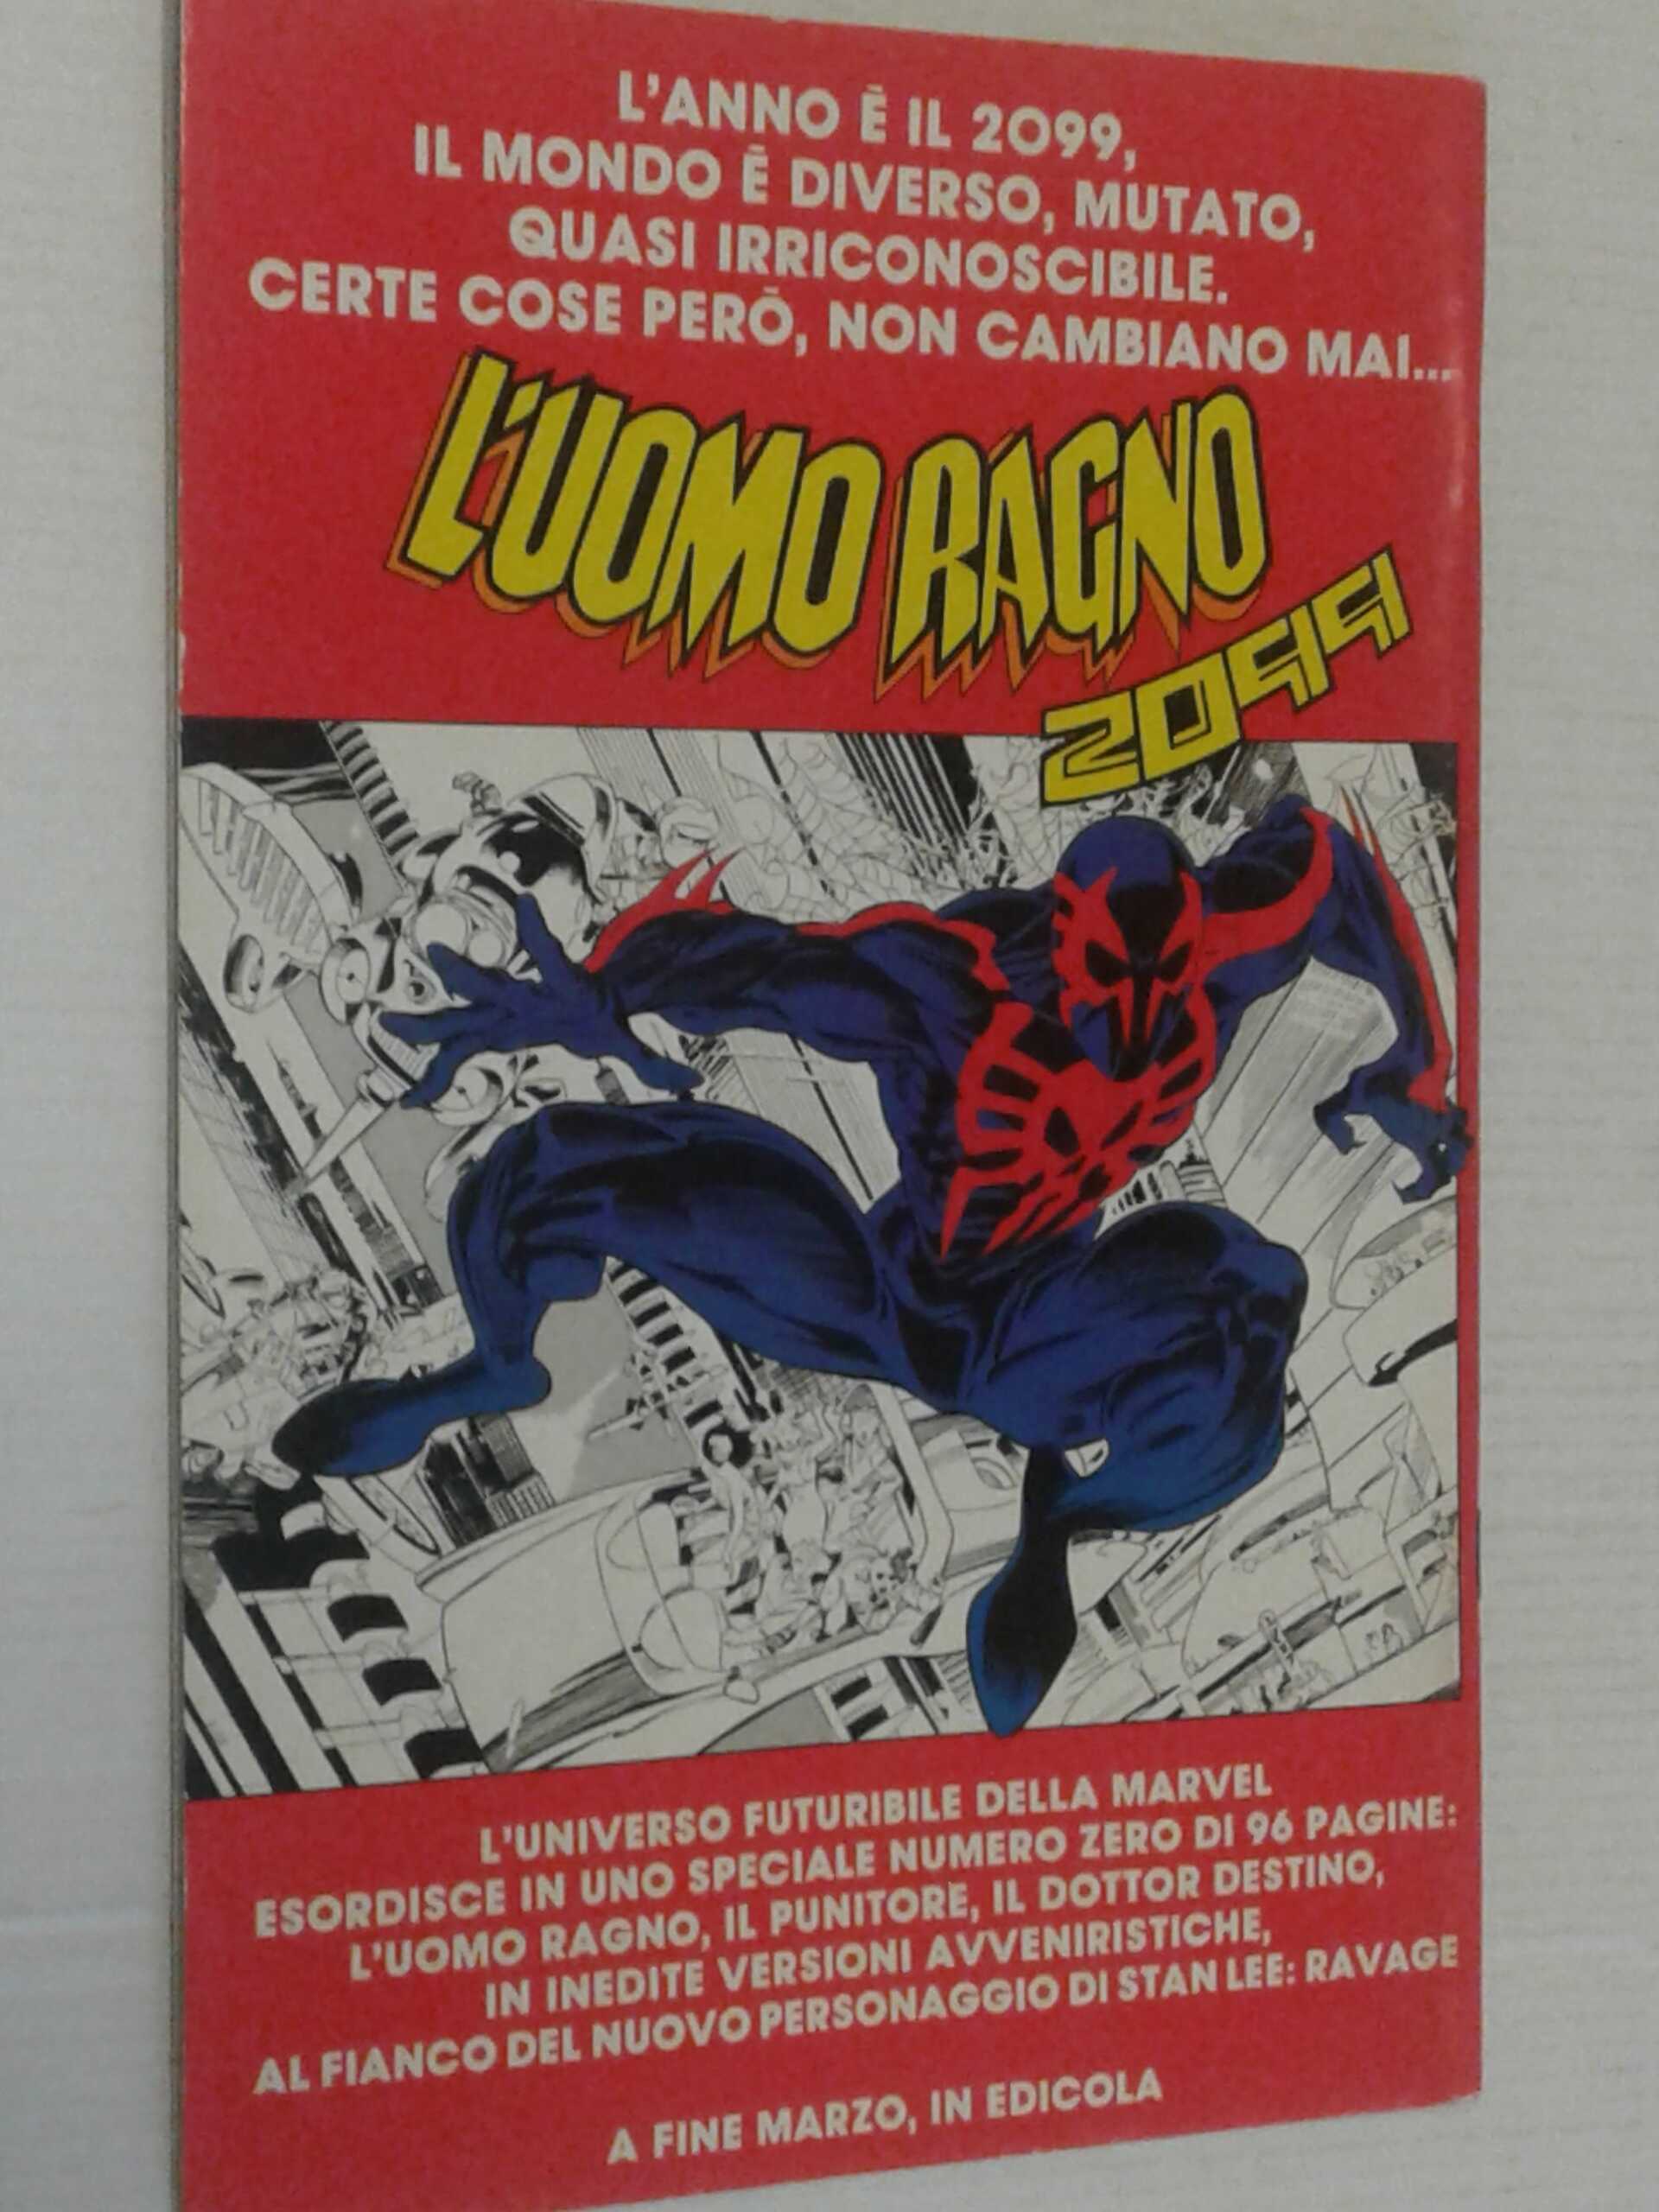 L'ANNO È IL 2099,
IL MONDO È DIVERSO, MUTATO,
QUASI IRRICONOSCIBILE.
CERTE COSE PERÒ, NON CAMBIANO MAI...
L'UOMO RAGNO
2099
L'UNIVERSO FUTURIBILE DELLA MARVEL
ESORDISCE IN UNO SPECIALE NUMERO ZERO DI 96 PAGINE:
L'UOMO RAGNO, IL PUNITORE, IL DOTTOR DESTINO,
IN INEDITE VERSIONI AVVENIRISTICHE,
AL FIANCO DEL NUOVO PERSONAGGIO DI STAN LEE: RAVAGE
A FINE MARZO, IN EDICOLA